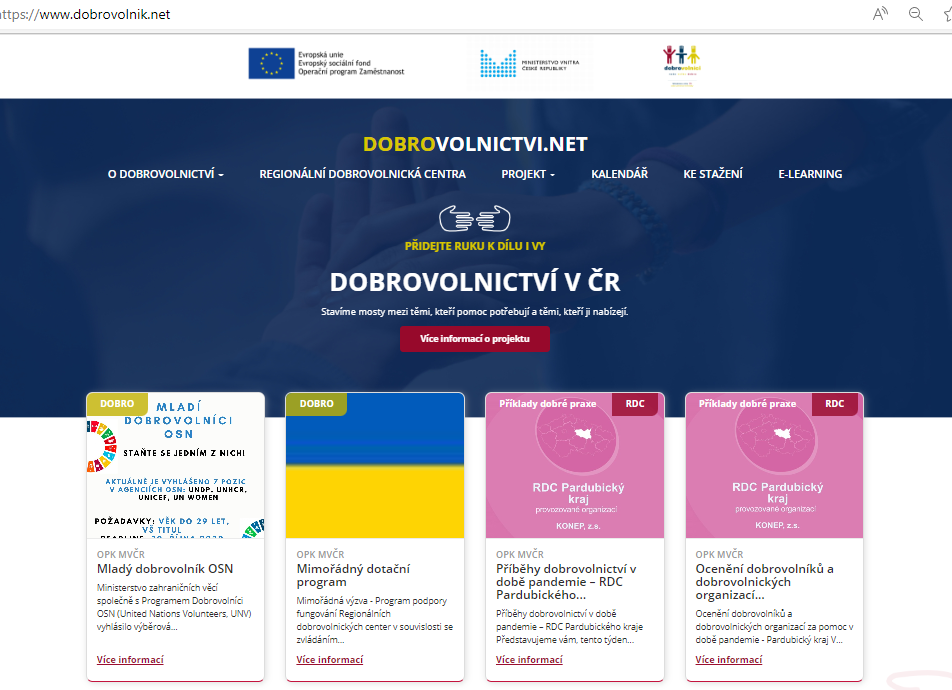 https://www.dobrovolnik.net
Evropská unie
Evropský sociální fond
Operační program Zaměstnanost
MINISTERSTVO VNITRA
ČESKÉ REPUBLIKY
dobrovolníci
DOBROVOLNICTVI.NET
O DOBROVOLNICTVÍ
REGIONÁLNÍ DOBROVOLNICKÁ CENTRA
PROJEKT
KALENDÁŘ
KE STAŽENÍ
E-LEARNING
PŘIDEJTE RUKU K DÍLU I VY
DOBROVOLNICTVÍ V ČR
Stavíme mosty mezi těmi, kteří pomoc potřebují a těmi, kteří ji nabízejí.
Více informací o projektu
DOBRO
MLADÍ
DOBROVOLNÍCI
OSN
STAŇTE SE JEDNÍM Z NICH!
AKTUÁLNĚ JE VYHLÁŠENO 7 POZIC
V AGENCIÍCH OSN: UNDP, UNHCR,
UNICEF, UN WOMEN
POŽADAVKY: VĚK DO 29 LET,
VŠ TITUL
OPK MVČR
Mladý dobrovolník OSN
Ministerstvo zahraničních věcí
společně s Programem Dobrovolníci
OSN (United Nations Volunteers, UNV)
vyhlásilo výběrová...
Více informací
DOBRO
OPK MVČR
Mimořádný dotační
program
Mimořádná výzva - Program podpory
fungování Regionálních
dobrovolnických center v souvislosti se
zvládáním...
Více informací
Příklady dobré praxe
RDC
RDC Pardubický
kraj
provozované organizací
KONEP, z.s.
OPK MVČR
Příběhy dobrovolnictví v
době pandemie – RDC
Pardubického...
Příběhy dobrovolnictví v době
pandemie – RDC Pardubického kraje
Představujeme vám, tento týden...
Více informací
Příklady dobré praxe
RDC
RDC Pardubický
kraj
provozované organizací
KONEP, z.s.
OPK MVČR
Ocenění dobrovolníků a
dobrovolnických
organizací...
Ocenění dobrovolníků a
dobrovolnických organizací za pomoc v
době pandemie - Pardubický kraj V...
Více informací